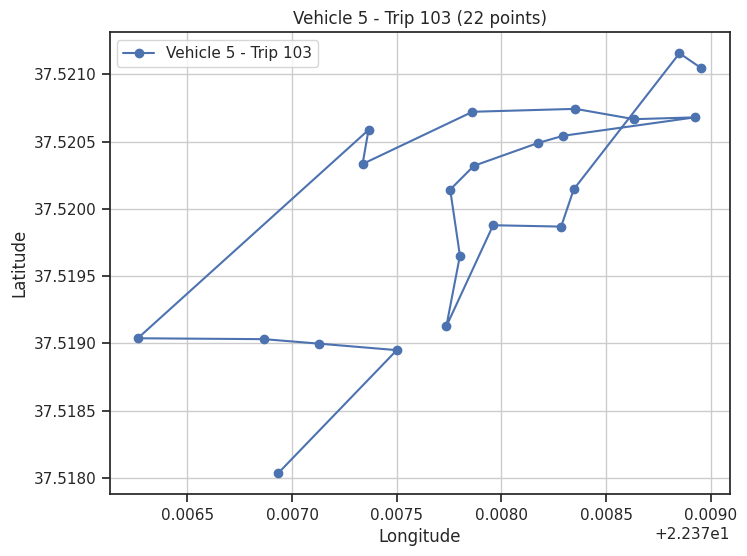 Vehicle 5 - Trip 103 (22 points)
Vehicle 5 - Trip 103
37.5210
37.5205
37.5200
37.5195
37.5190
37.5185
37.5180
Latitude
0.0065 0.0070 0.0075 0.0080 0.0085 0.0090
+2.237e1
Longitude